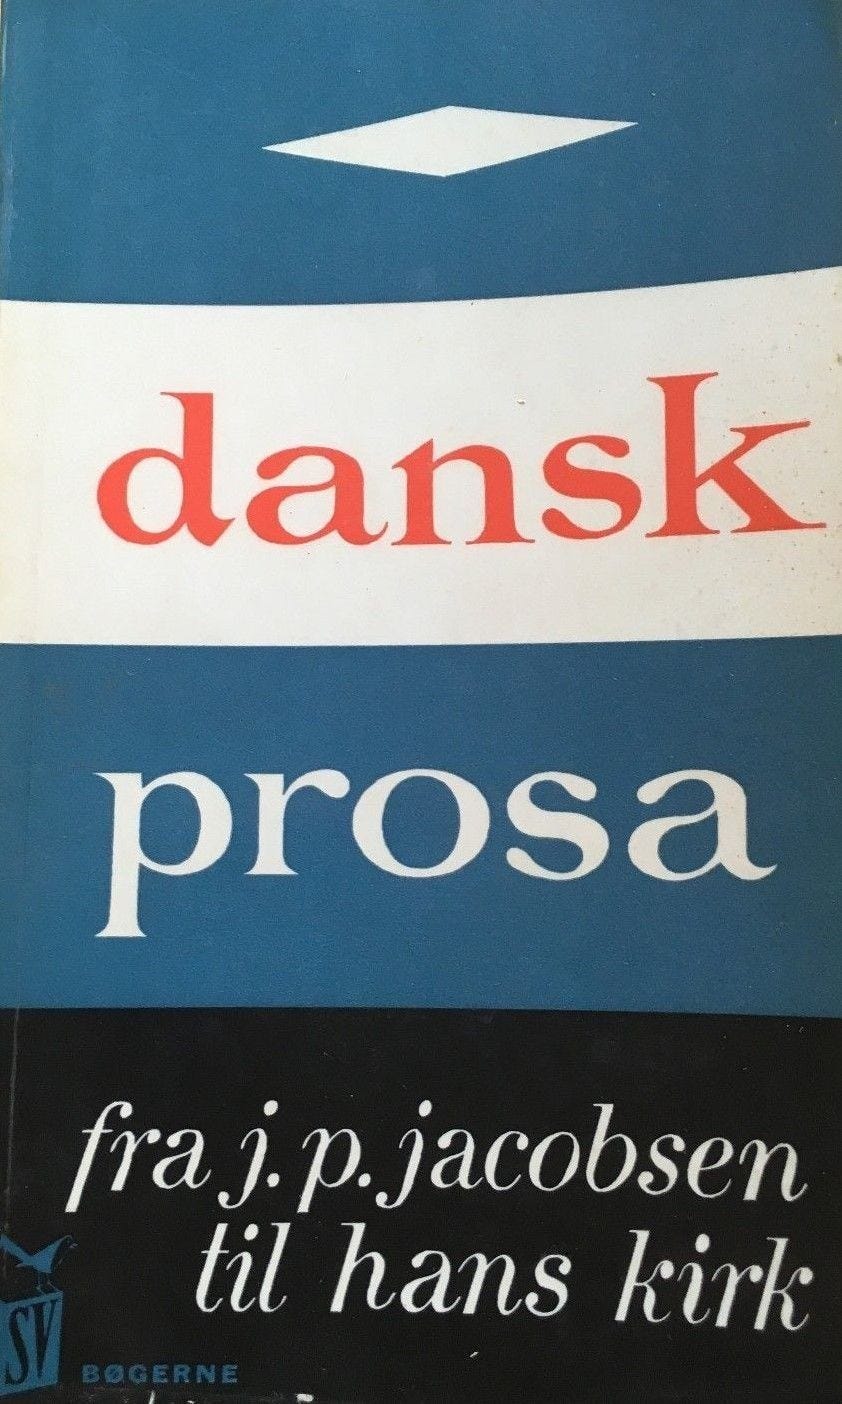 dansk
prosa
fra j. p. jacobsen
til hans kirk
SV
BØGERNE